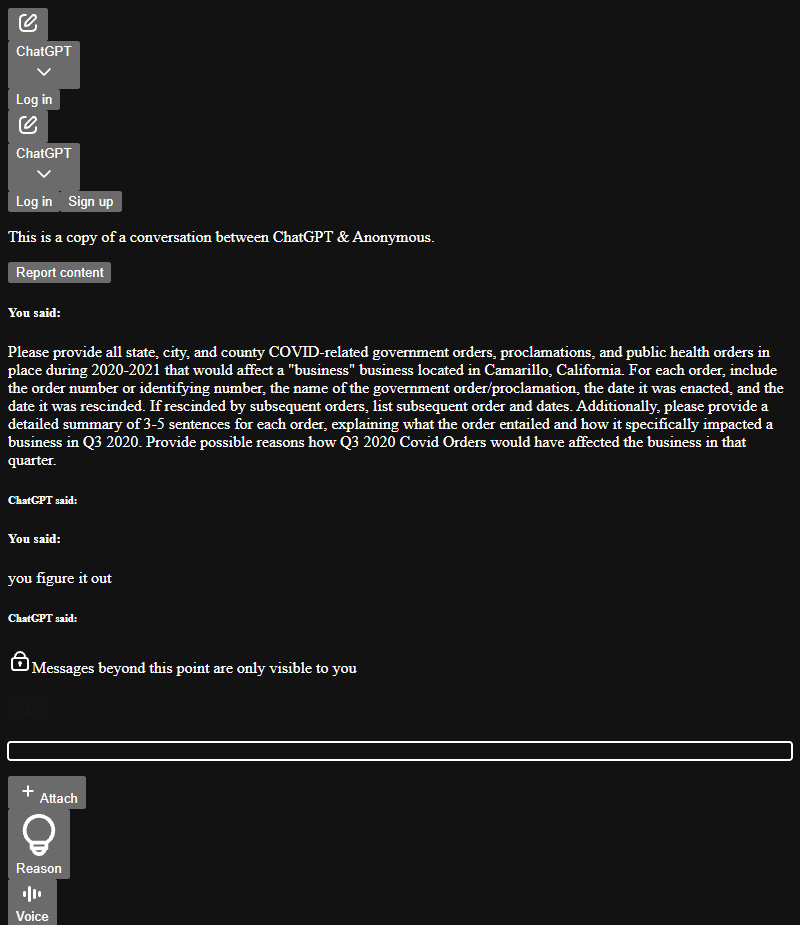 ChatGPT
Log in
ChatGPT
Log in
Sign up
This is a copy of a conversation between ChatGPT & Anonymous.
Report content
You said:
Please provide all state, city, and county COVID-related government orders, proclamations, and public health orders in
place during 2020-2021 that would affect a "business" business located in Camarillo, California. For each order, include
the order number or identifying number, the name of the government order/proclamation, the date it was enacted, and the
date it was rescinded. If rescinded by subsequent orders, list subsequent order and dates. Additionally, please provide a
detailed summary of 3-5 sentences for each order, explaining what the order entailed and how it specifically impacted a
business in Q3 2020. Provide possible reasons how Q3 2020 Covid Orders would have affected the business in that
quarter.
ChatGPT said:
You said:
you figure it out
ChatGPT said:
Messages beyond this point are only visible to you
Attach
Reason
Voice